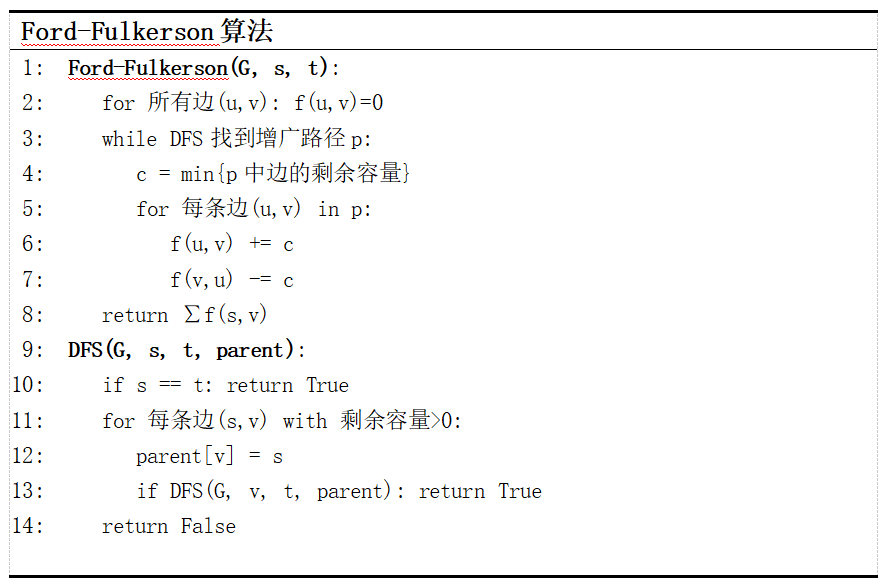 Ford-Fulkerson 算法
1: Ford-Fulkerson(G, s, t):
2: for 所有边(u,v): f(u,v)=0
3: while DFS 找到增广路径 p:
4: c = min{p 中边的剩余容量}
5: for 每条边(u,v) in p:
6: f(u,v) += c
7: f(v,u) -= c
8: return ∑f(s,v)
9: DFS(G, s, t, parent):
10: if s == t: return True
11: for 每条边(s,v) with 剩余容量>0:
12: parent[v] = s
13: if DFS(G, v, t, parent): return True
14: return False